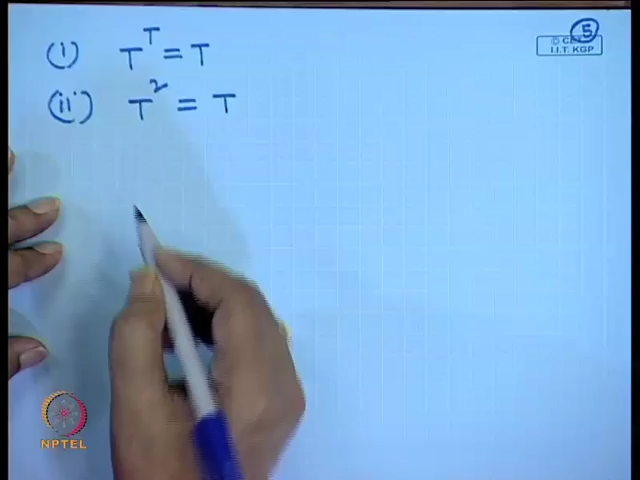 (i) T^T = T
(ii) T^2 = T
5
© CET
I.I.T. KGP
NPTEL